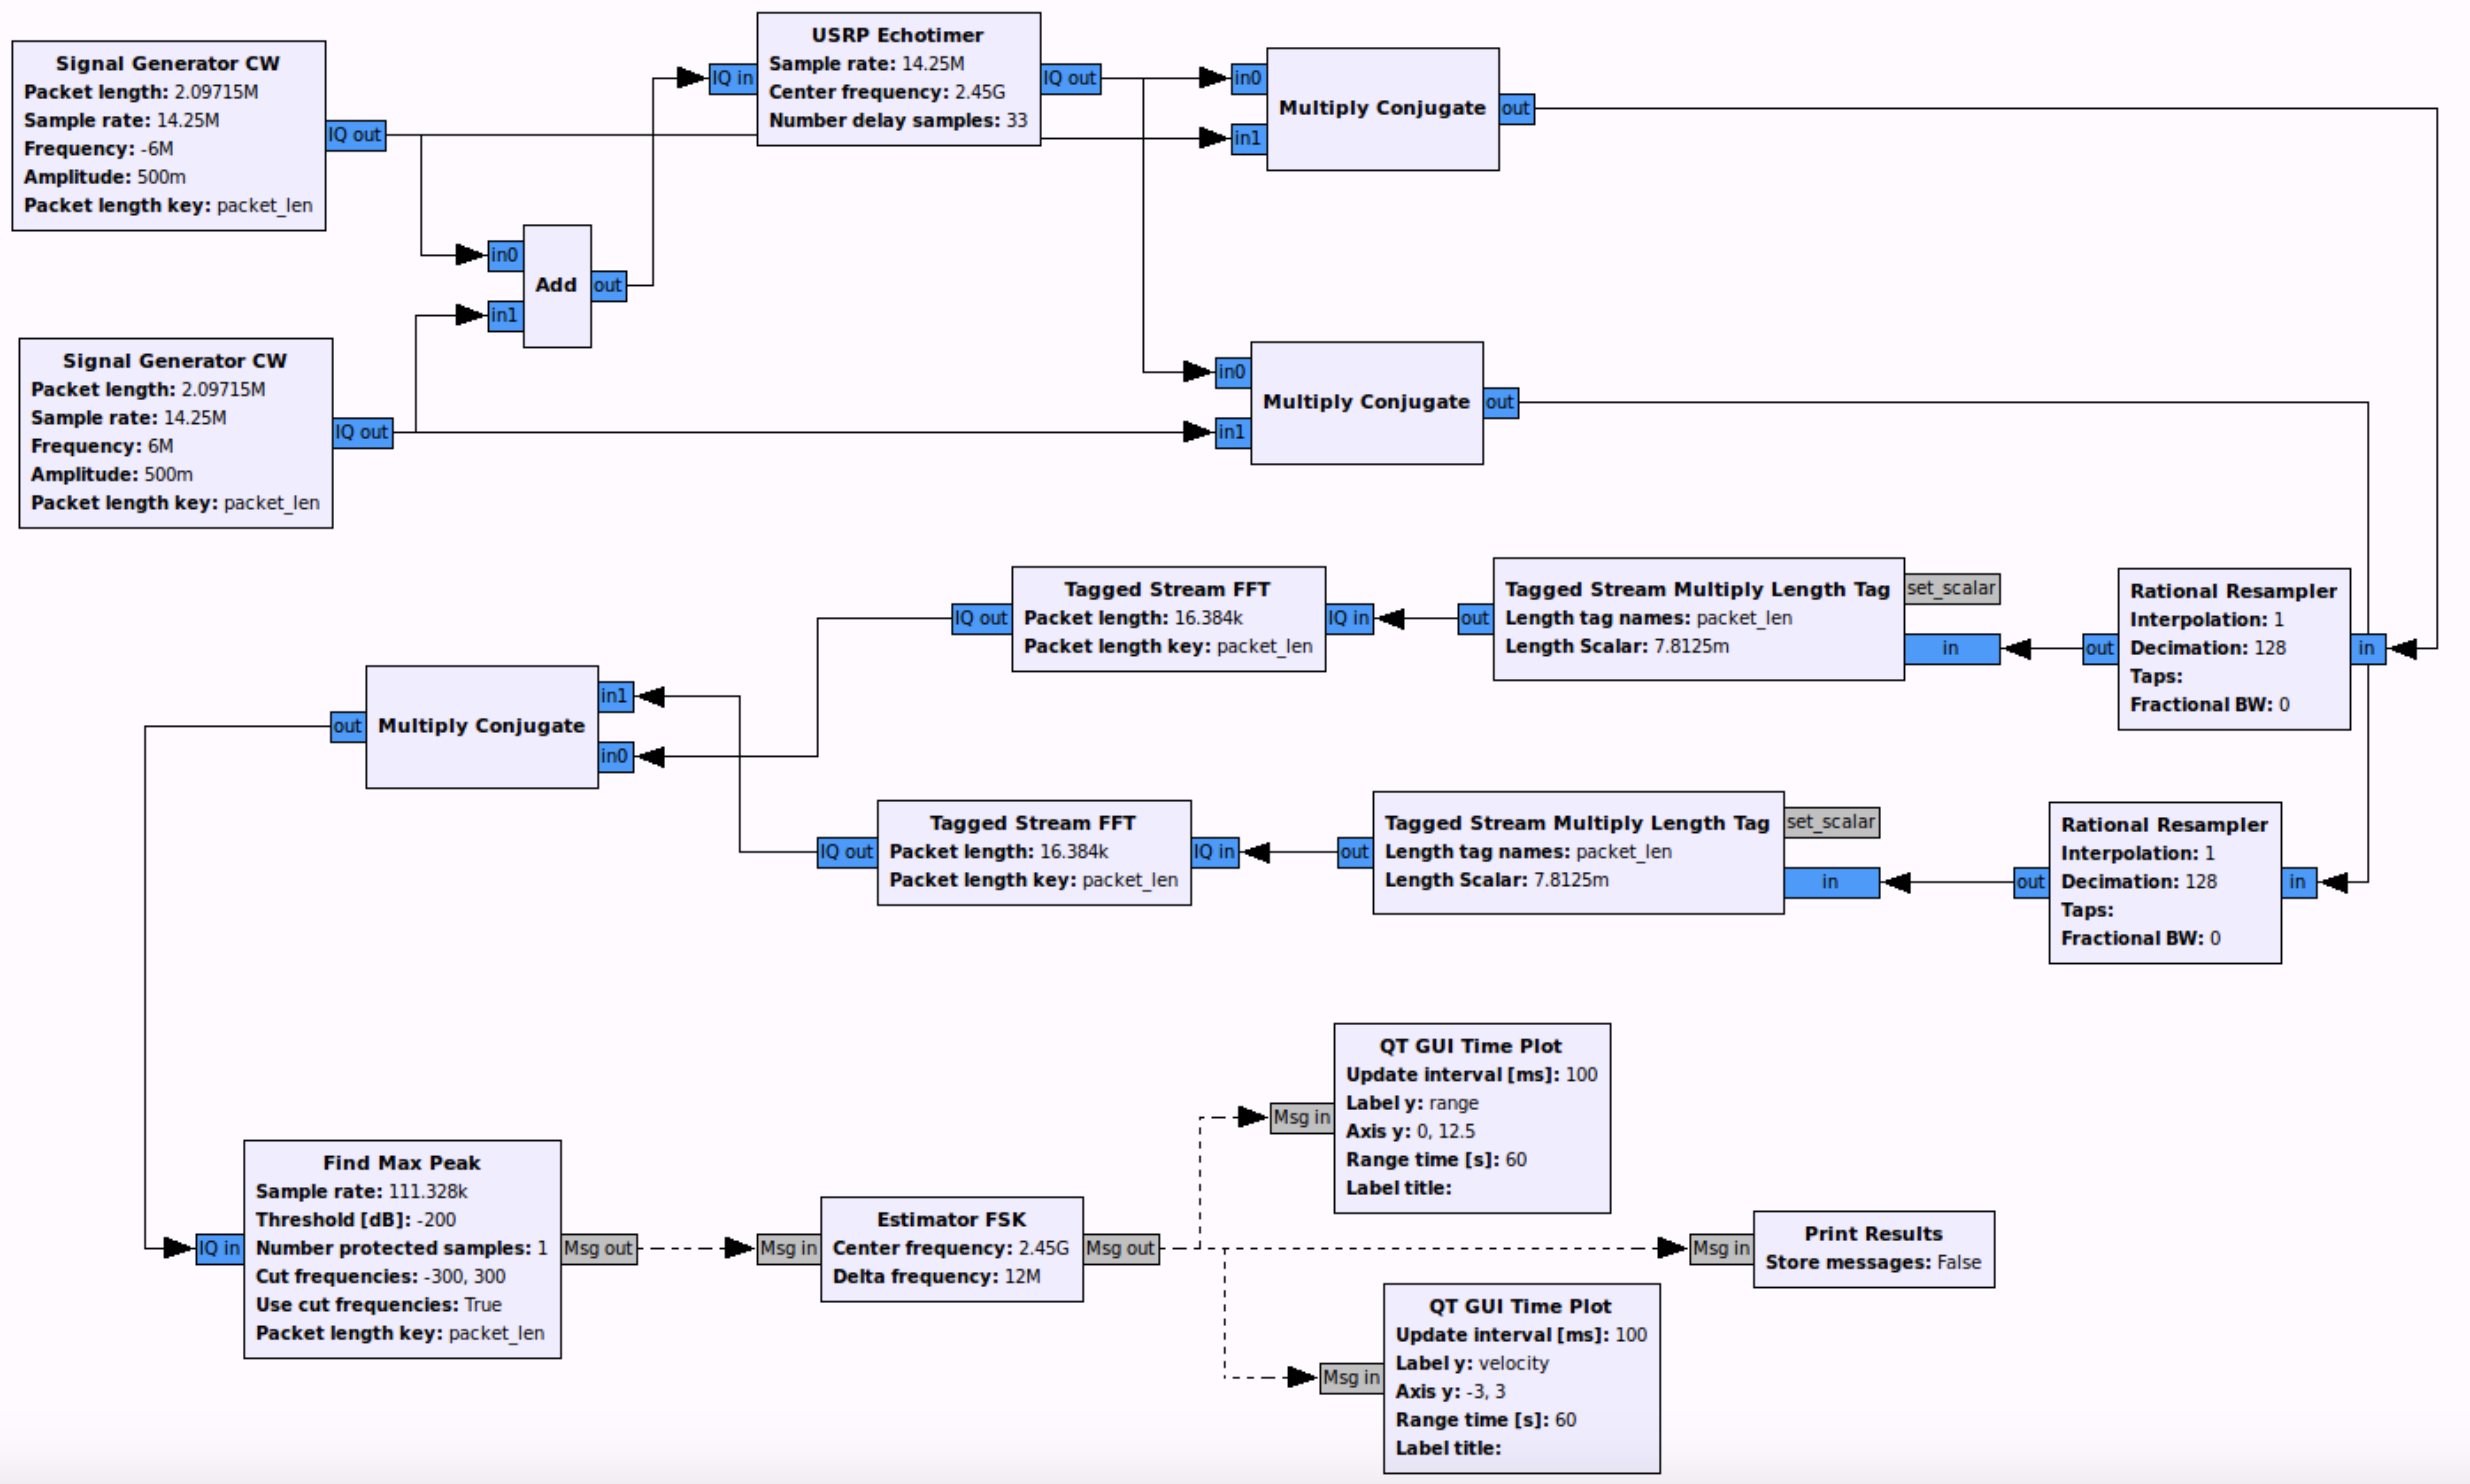 Signal Generator CW
Packet length: 2.09715M
Sample rate: 14.25M
Frequency: -6M
Amplitude: 500m
Packet length key: packet_len
IQ out
USRP Echotimer
Sample rate: 14.25M
Center frequency: 2.45G
Number delay samples: 33
IQ in
IQ out
in0
in1
Multiply Conjugate
out
in0
in1
Add
out
Signal Generator CW
Packet length: 2.09715M
Sample rate: 14.25M
Frequency: 6M
Amplitude: 500m
Packet length key: packet_len
IQ out
in0
in1
Multiply Conjugate
out
Rational Resampler
Interpolation: 1
Decimation: 128
Taps:
Fractional BW: 0
in
out
Tagged Stream Multiply Length Tag
Length tag names: packet_len
Length Scalar: 7.8125m
set_scalar
in
out
Tagged Stream FFT
Packet length: 16.384k
Packet length key: packet_len
IQ in
IQ out
Multiply Conjugate
in1
in0
out
Rational Resampler
Interpolation: 1
Decimation: 128
Taps:
Fractional BW: 0
in
out
Tagged Stream Multiply Length Tag
Length tag names: packet_len
Length Scalar: 7.8125m
set_scalar
in
out
Tagged Stream FFT
Packet length: 16.384k
Packet length key: packet_len
IQ in
IQ out
Find Max Peak
Sample rate: 111.328k
Threshold [dB]: -200
Number protected samples: 1
Cut frequencies: -300, 300
Use cut frequencies: True
Packet length key: packet_len
IQ in
Msg out
Msg in
Estimator FSK
Center frequency: 2.45G
Delta frequency: 12M
Msg out
Msg in
QT GUI Time Plot
Update interval [ms]: 100
Label y: range
Axis y: 0, 12.5
Range time [s]: 60
Label title:
Msg in
Print Results
Store messages: False
Msg in
QT GUI Time Plot
Update interval [ms]: 100
Label y: velocity
Axis y: -3, 3
Range time [s]: 60
Label title: